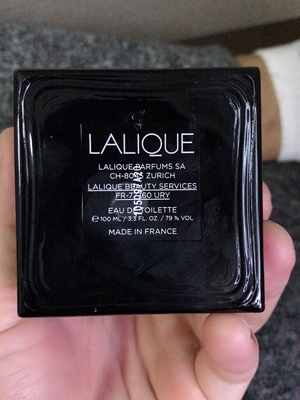 LALIQUE
LALIQUE PARFUMS SA
ZURICH
LALIQUE BEAUTY SERVICES
URY
EAU DE TOILETTE
℮ 100 ML / 3.3 FL. OZ. / 79 % VOL
MADE IN FRANCE